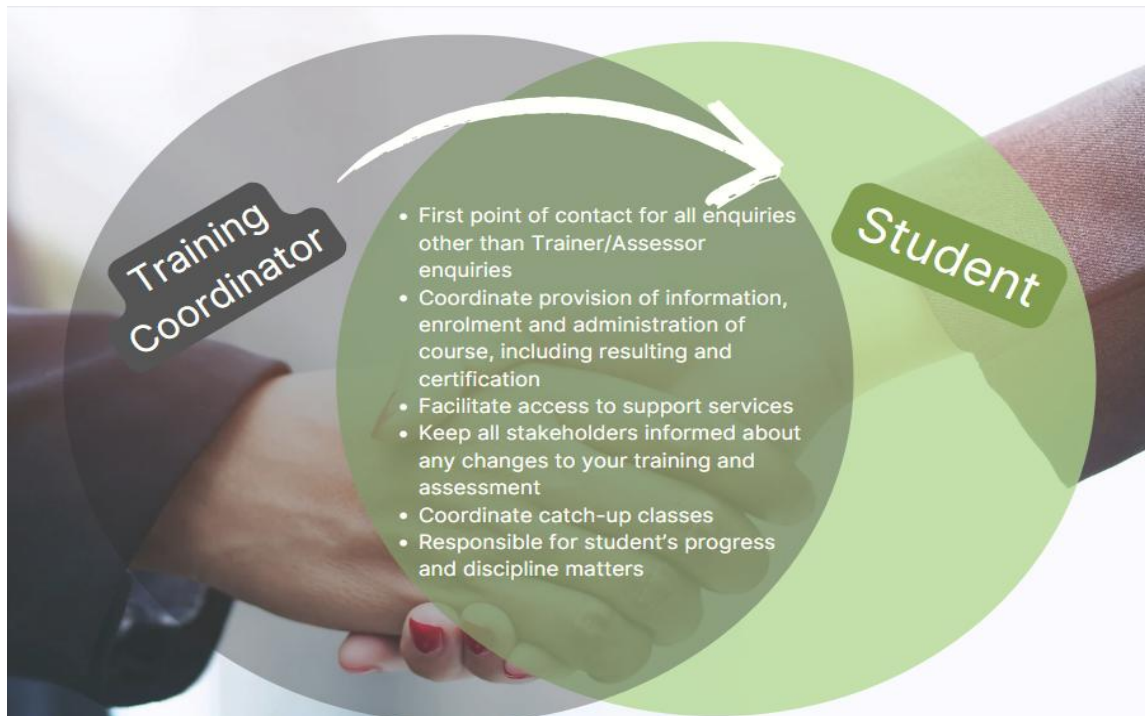 Training
Coordinator
Student
• First point of contact for all enquiries
other than Trainer/Assessor
enquiries
• Coordinate provision of information,
enrolment and administration of
course, including resulting and
certification
• Facilitate access to support services
• Keep all stakeholders informed about
any changes to your training and
assessment
• Coordinate catch-up classes
• Responsible for student's progress
and discipline matters